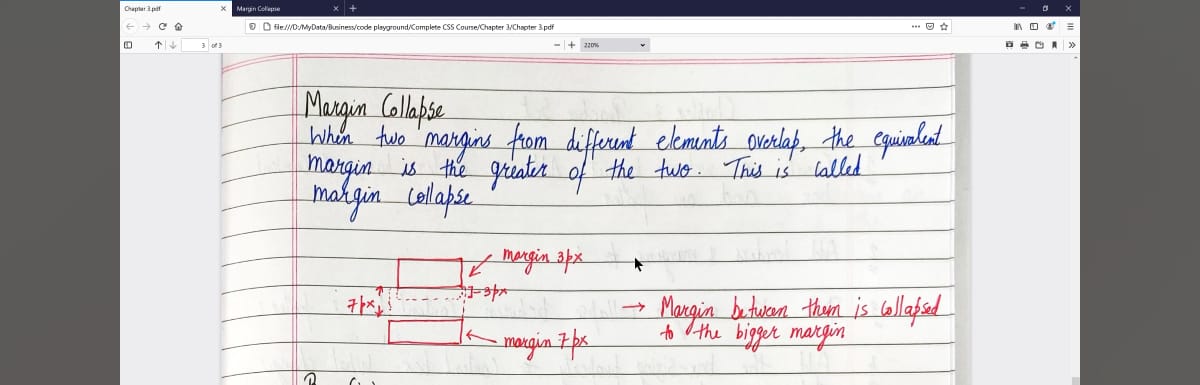 Chapter 3.pdf
Margin Collapse
file:///D:/MyData/Business/code playground/Complete CSS Course/Chapter 3/Chapter 3.pdf
3 of 3
220%
Margin Collapse
When two margins from different elements overlap, the equivalent
margin is the greater of the two. This is called
margin collapse
margin 3px
3px
7px
→ Margin between them is collapsed
to the bigger margin
margin 7px